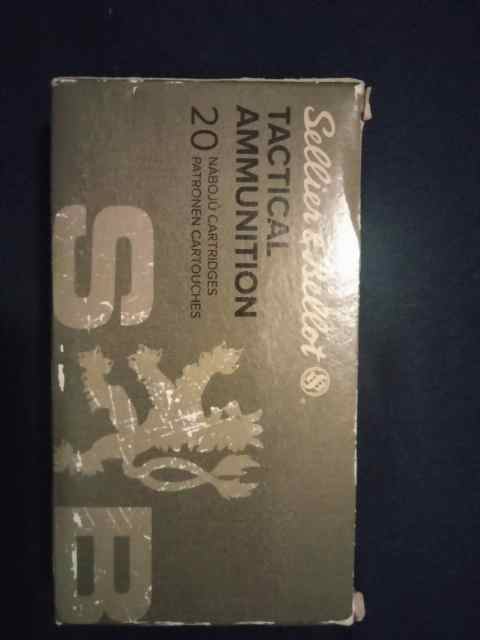 Sellier & Bellot
TACTICAL
AMMUNITION
20 NÁBOJŮ CARTRIDGES
PATRONEN CARTOUCHES
S B